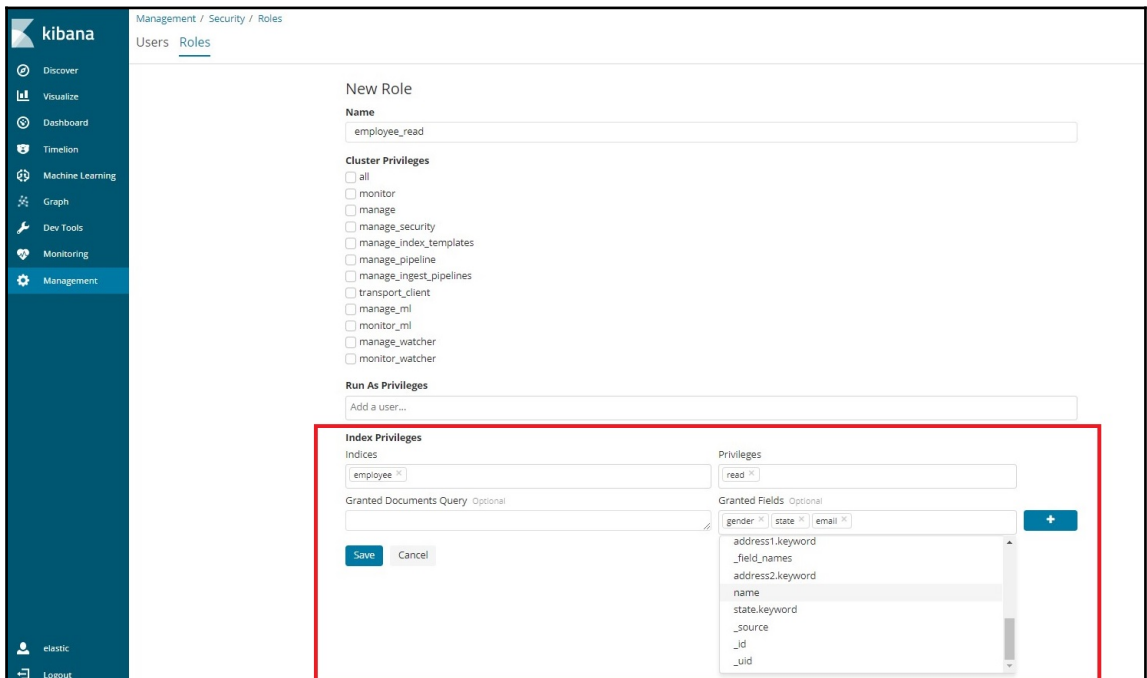 kibana
Discover
Visualize
Dashboard
Timelion
Machine Learning
Graph
Dev Tools
Monitoring
Management
elastic
Logout
Management / Security / Roles
Users Roles
New Role
Name
employee_read
Cluster Privileges
all
monitor
manage
manage_security
manage_index_templates
manage_pipeline
manage_ingest_pipelines
transport_client
manage_ml
monitor_ml
manage_watcher
monitor_watcher
Run As Privileges
Add a user...
Index Privileges
Indices Privileges
employee × read ×
Granted Documents Query Optional Granted Fields Optional
gender × state × email × +
Save Cancel
address1.keyword
_field_names
address2.keyword
name
state.keyword
_source
_id
_uid